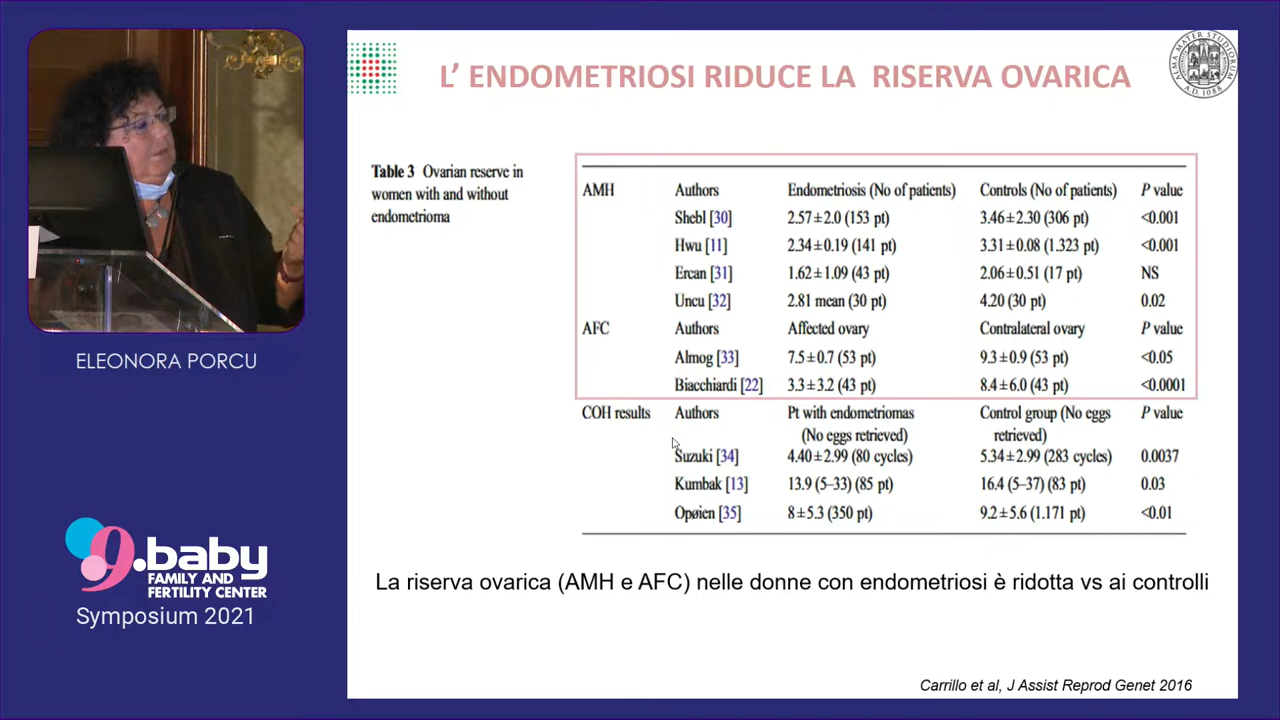 L' ENDOMETRIOSI RIDUCE LA RISERVA OVARICA
ALMA MATER STUDIORUM
A.D. 1088
Table 3 Ovarian reserve in
women with and without
endometrioma
AMH Authors Endometriosis (No of patients) Controls (No of patients) P value
Shebl [30] 2.57±2.0 (153 pt) 3.46±2.30 (306 pt) <0.001
Hwu [11] 2.34±0.19 (141 pt) 3.31±0.08 (1.323 pt) <0.001
Ercan [31] 1.62±1.09 (43 pt) 2.06±0.51 (17 pt) NS
Uncu [32] 2.81 mean (30 pt) 4.20 (30 pt) 0.02
AFC Authors Affected ovary Contralateral ovary P value
Almog [33] 7.5±0.7 (53 pt) 9.3±0.9 (53 pt) <0.05
Biacchiardi [22] 3.3±3.2 (43 pt) 8.4±6.0 (43 pt) <0.0001
COH results Authors Pt with endometriomas Control group (No eggs P value
(No eggs retrieved) retrieved)
Suzuki [34] 4.40±2.99 (80 cycles) 5.34±2.99 (283 cycles) 0.0037
Kumbak [13] 13.9 (5–33) (85 pt) 16.4 (5–37) (83 pt) 0.03
Opøien [35] 8±5.3 (350 pt) 9.2±5.6 (1.171 pt) <0.01
La riserva ovarica (AMH e AFC) nelle donne con endometriosi è ridotta vs ai controlli
Carrillo et al, J Assist Reprod Genet 2016
ELEONORA PORCU
9.baby
FAMILY AND
FERTILITY CENTER
Symposium 2021